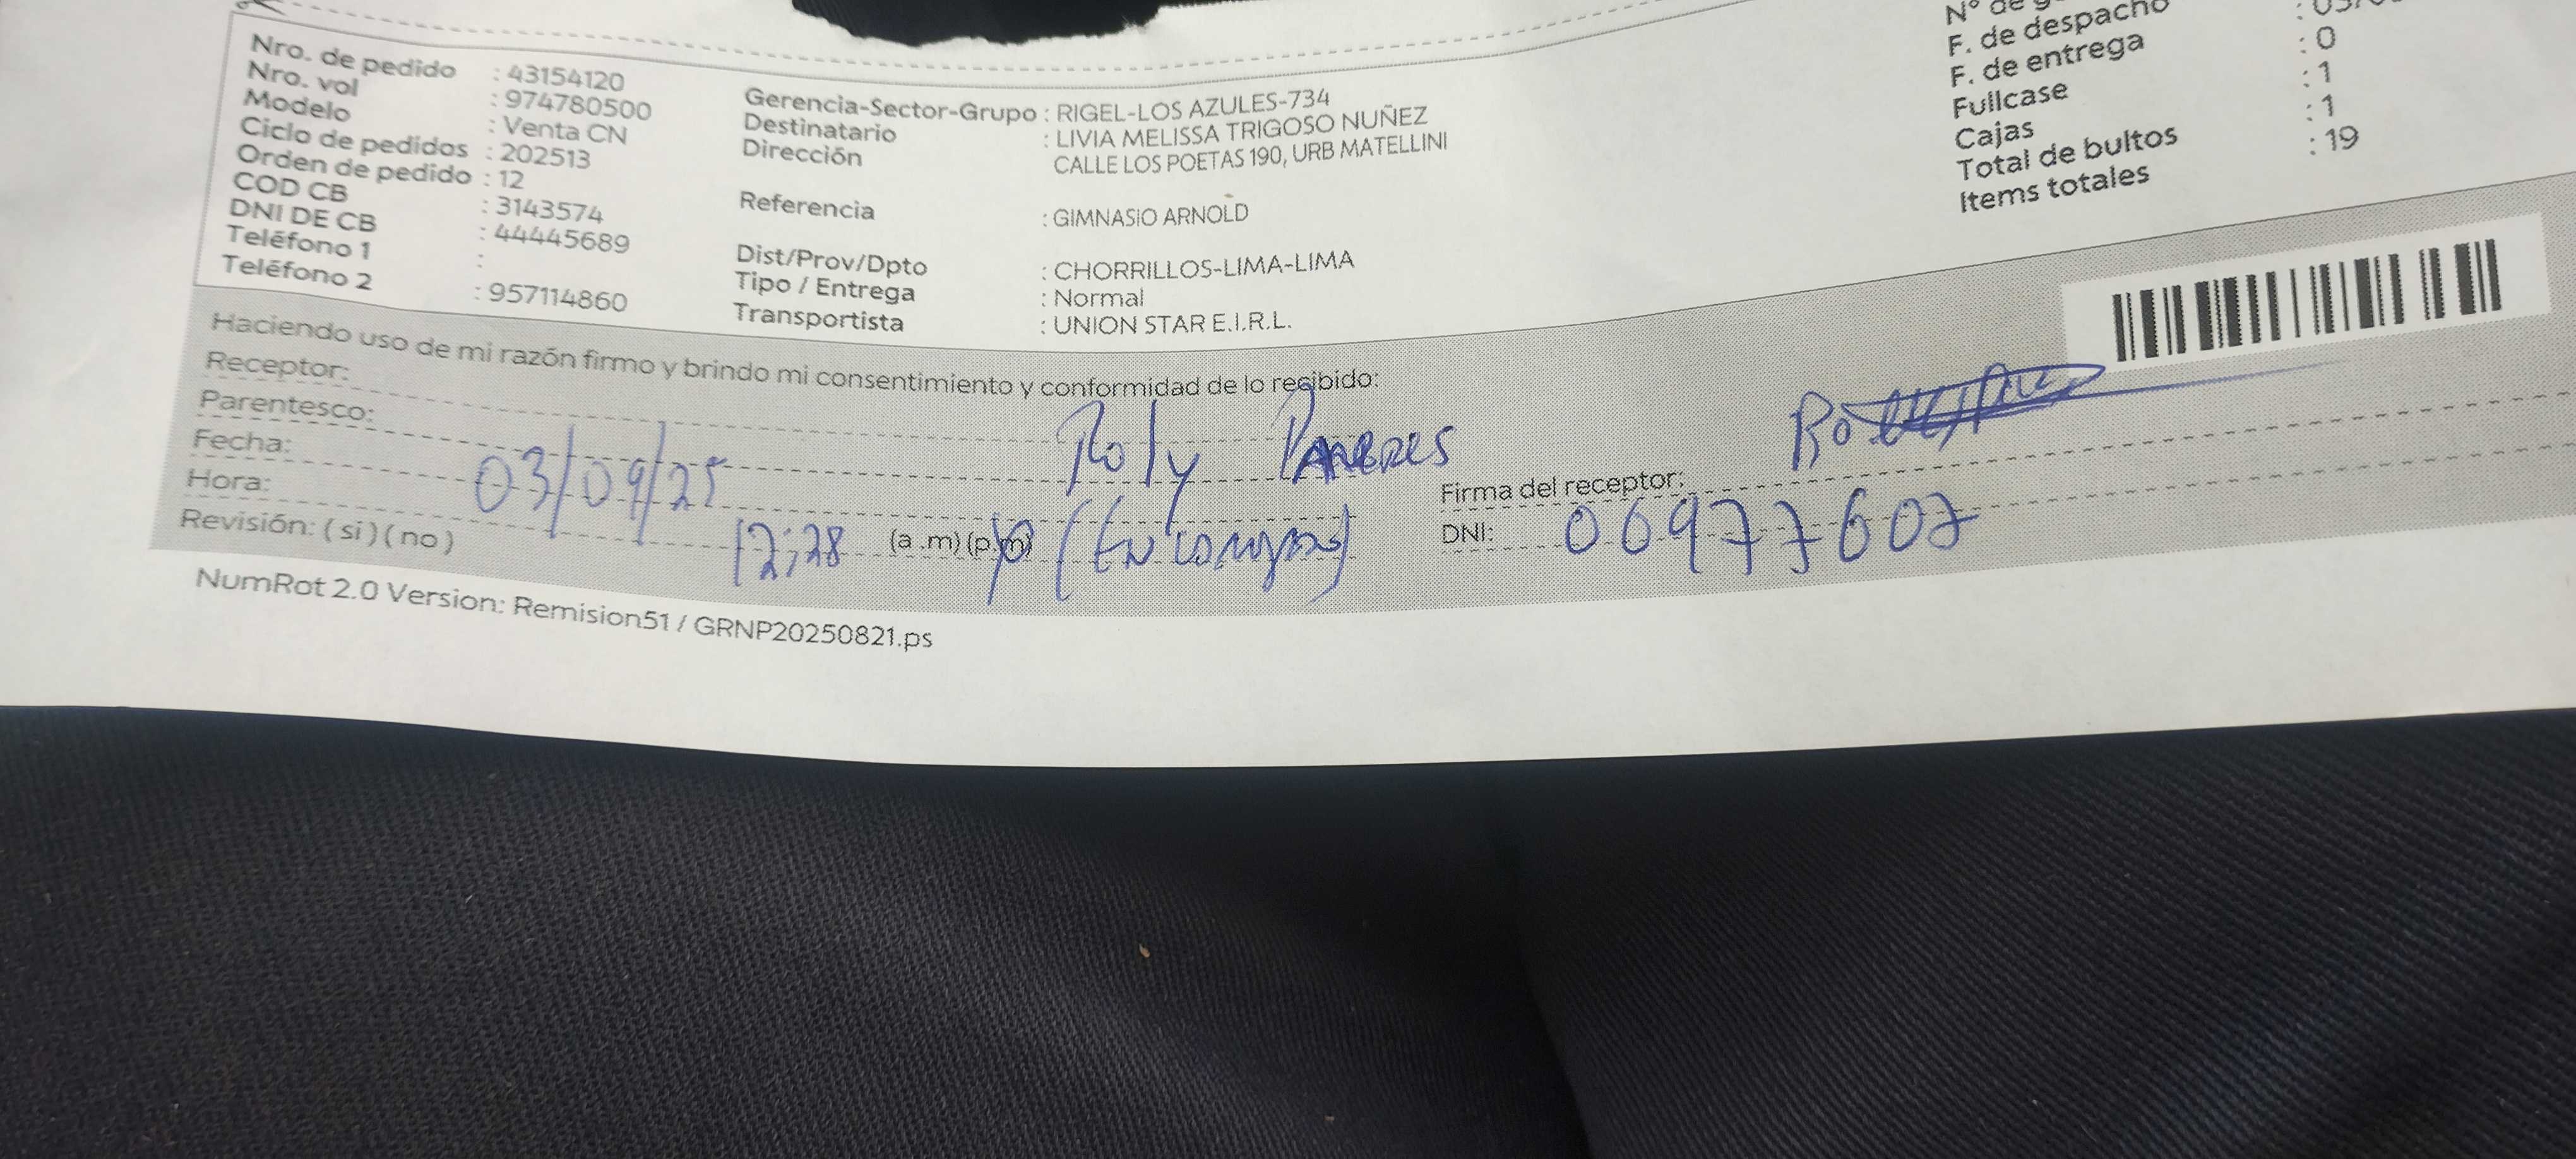 Nro. de pedido : 43154120
Nro. vol : 974780500
Modelo : Venta CN
Ciclo de pedidos : 202513
Orden de pedido : 12
COD CB : 3143574
DNI DE CB : 44445689
Teléfono 1 :
Teléfono 2 : 957114860
Gerencia-Sector-Grupo : RIGEL-LOS AZULES-734
Destinatario : LIVIA MELISSA TRIGOSO NUÑEZ
Dirección CALLE LOS POETAS 190, URB MATELLINI
Referencia : GIMNASIO ARNOLD
Dist/Prov/Dpto : CHORRILLOS-LIMA-LIMA
Tipo / Entrega : Normal
Transportista : UNION STAR E.I.R.L.
N° de
F. de despacho
F. de entrega : 0
Fullcase : 1
Cajas : 1
Total de bultos : 19
Items totales
Haciendo uso de mi razón firmo y brindo mi consentimiento y conformidad de lo recibido:
Receptor: Roly
Parentesco:
Fecha: 03/09/25
Hora: 12:28 (a .m) (p.m)
Revisión: ( si ) ( no )
Firma del receptor:
DNI: 06977607
NumRot 2.0 Version: Remision51 / GRNP20250821.ps